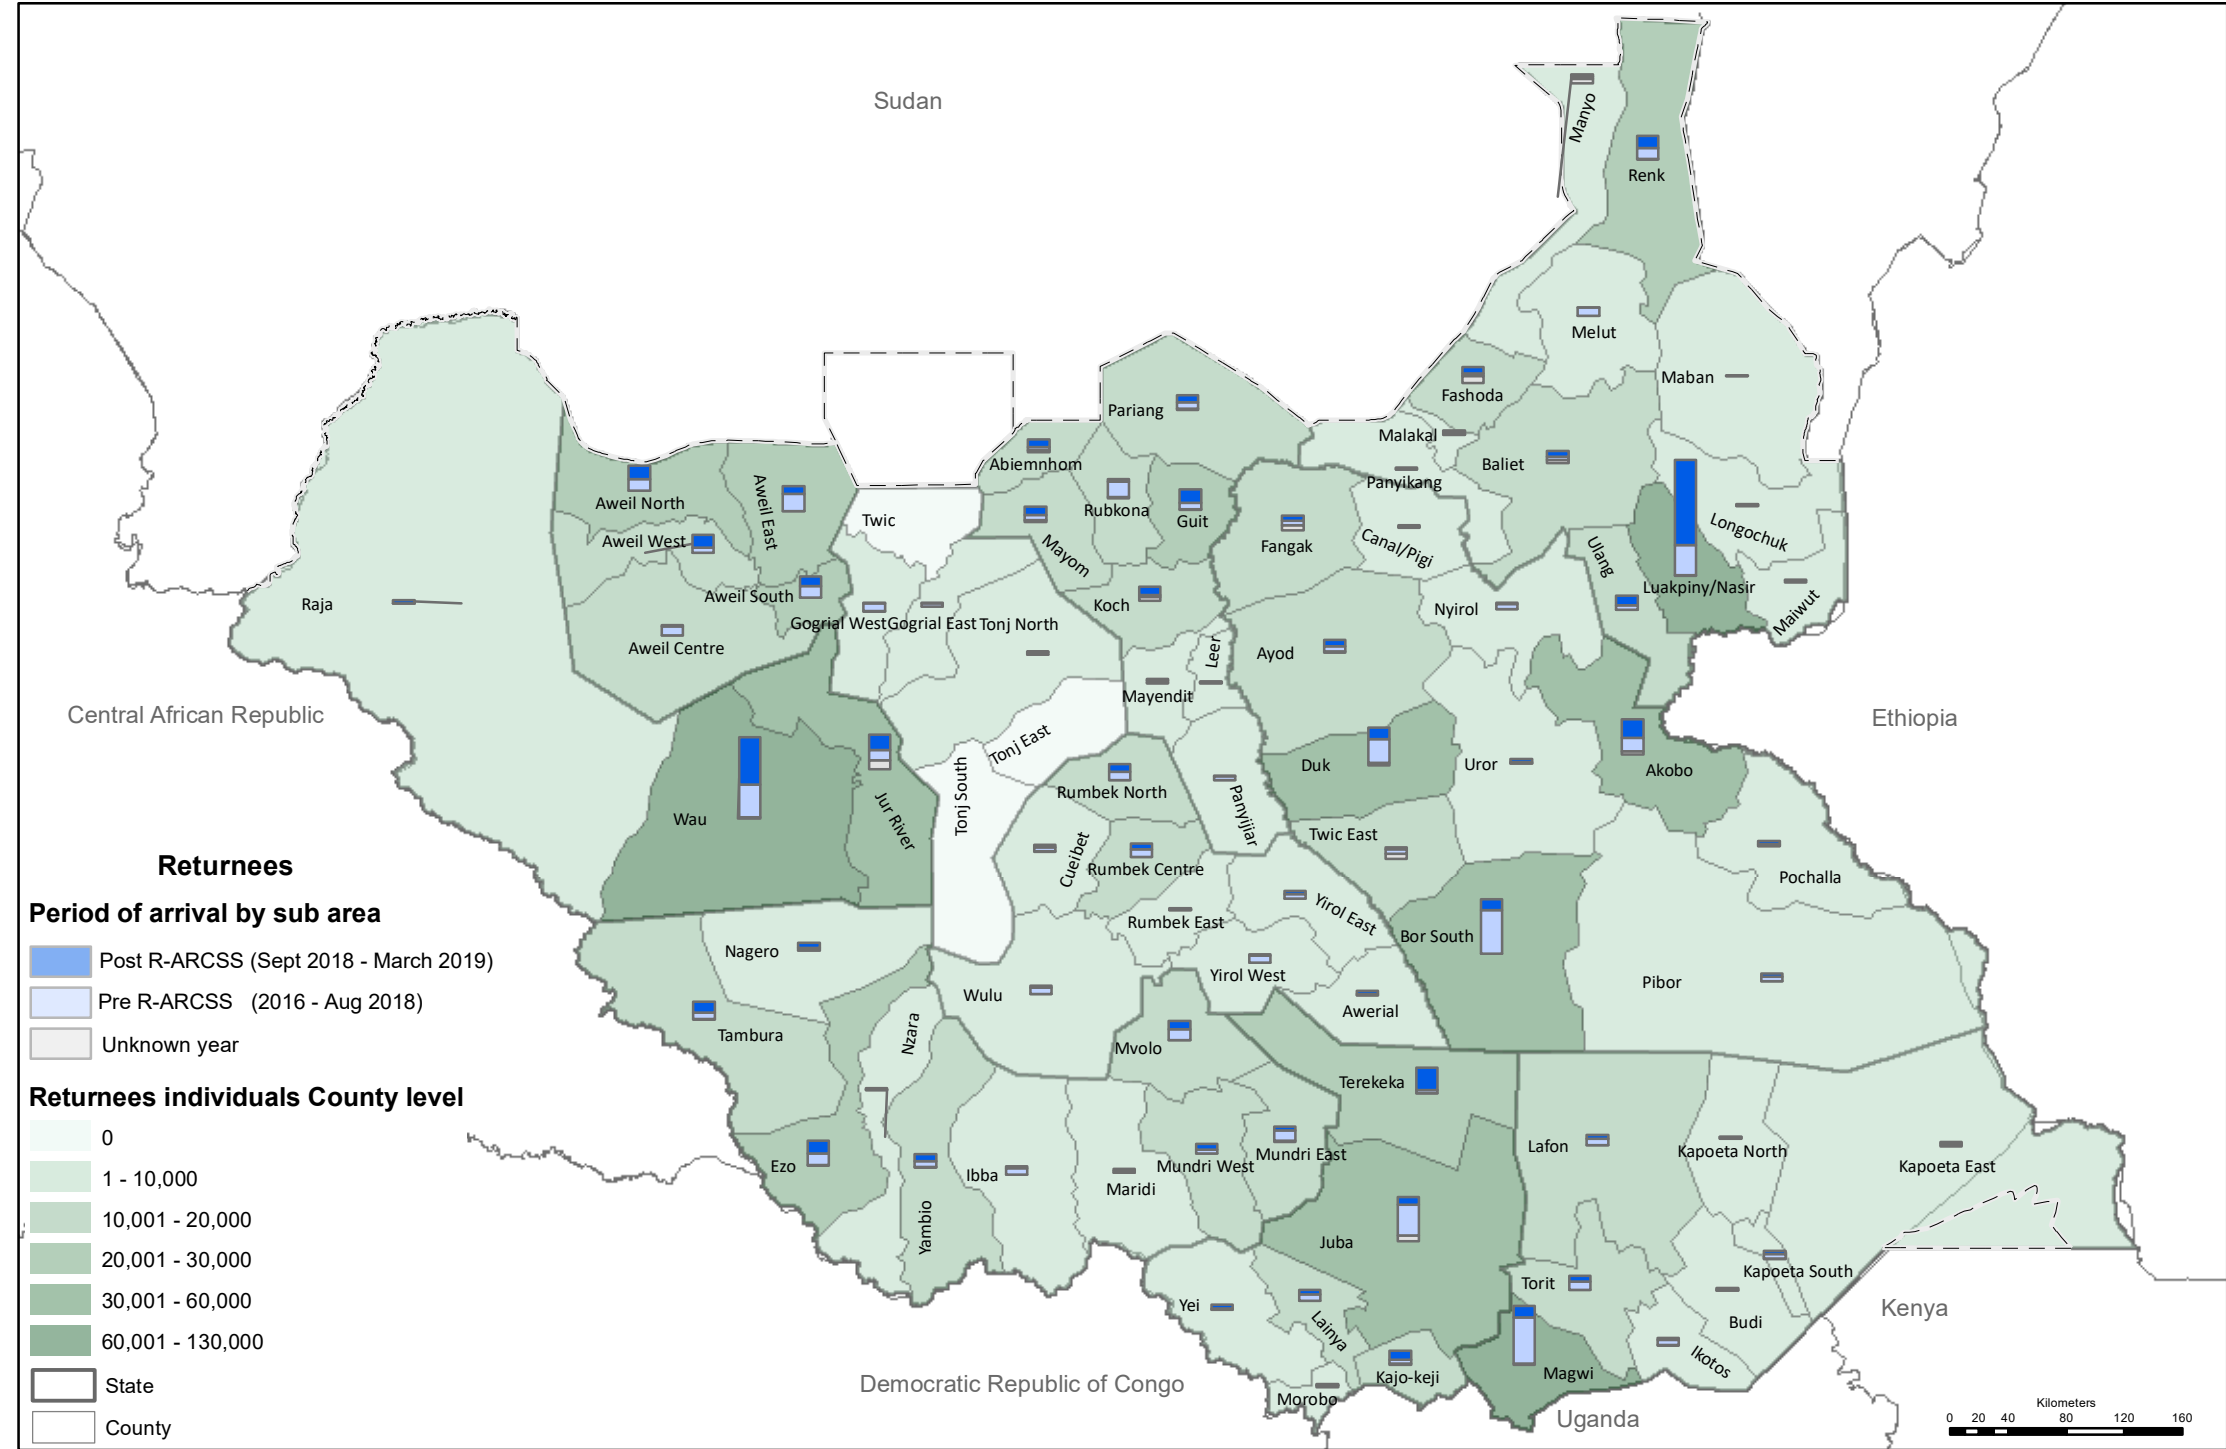 Sudan
Manyo
Renk
Melut
Maban
Fashoda
Pariang
Malakal
Abiemnhom
Baliet
Panyikang
Aweil North
Aweil East
Twic
Rubkona
Guit
Longochuk
Aweil West
Mayom
Fangak
Canal/Pigi
Ulang
Luakpiny/Nasir
Maiwut
Raja
Aweil South
Koch
Nyirol
Gogrial West
Gogrial East
Tonj North
Aweil Centre
Leer
Ayod
Mayendit
Central African Republic
Ethiopia
Tonj East
Tonj South
Duk
Uror
Akobo
Wau
Jur River
Rumbek North
Panyijiar
Twic East
Cueibet
Rumbek Centre
Pochalla
Rumbek East
Yirol East
Bor South
Nagero
Yirol West
Pibor
Wulu
Awerial
Tambura
Nzara
Mvolo
Terekeka
Lafon
Kapoeta North
Kapoeta East
Ezo
Ibba
Maridi
Mundri West
Mundri East
Yambio
Juba
Kapoeta South
Torit
Yei
Lainya
Budi
Kenya
Ikotos
Magwi
Kajo-keji
Morobo
Democratic Republic of Congo
Uganda
Returnees
Period of arrival by sub area
Post R-ARCSS (Sept 2018 - March 2019)
Pre R-ARCSS (2016 - Aug 2018)
Unknown year
Returnees individuals County level
0
1 - 10,000
10,001 - 20,000
20,001 - 30,000
30,001 - 60,000
60,001 - 130,000
State
County
Kilometers
0 20 40 80 120 160